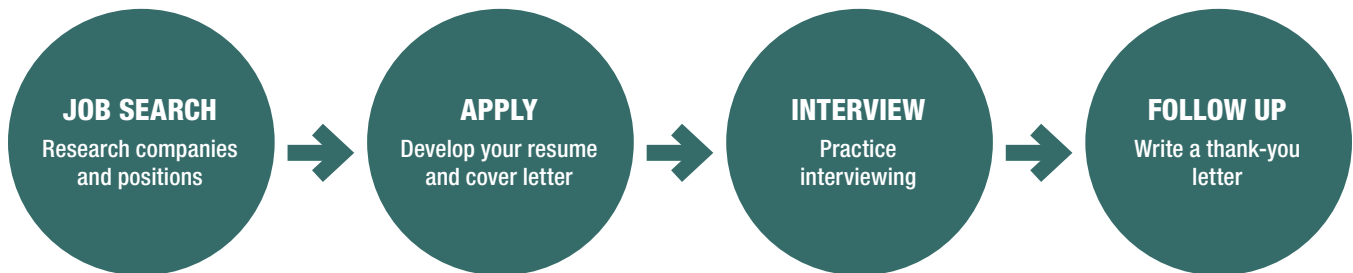 JOB SEARCH
Research companies
and positions
APPLY
Develop your resume
and cover letter
INTERVIEW
Practice
interviewing
FOLLOW UP
Write a thank-you
letter